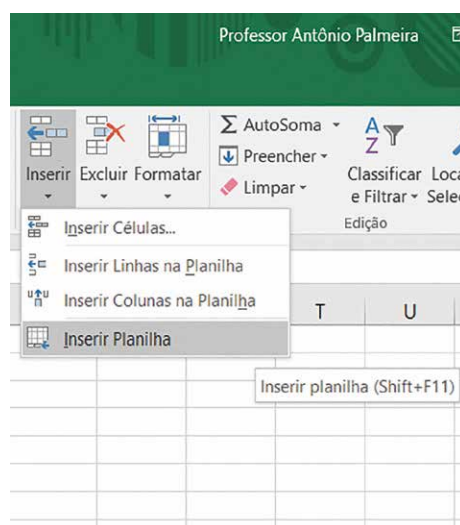 Professor Antônio Palmeira
Inserir Excluir Formatar
AutoSoma
Preencher
Limpar
Classificar
e Filtrar
Edição
Inserir Células...
Inserir Linhas na Planilha
Inserir Colunas na Planilha
Inserir Planilha
T U
Inserir planilha (Shift+F11)